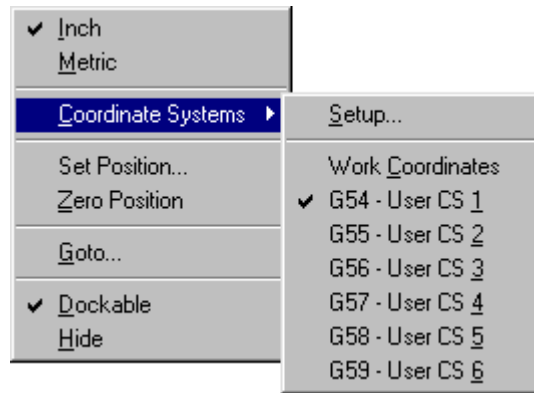 Inch
Metric
Coordinate Systems
Set Position...
Zero Position
Goto...
Dockable
Hide
Setup...
Work Coordinates
G54 - User CS 1
G55 - User CS 2
G56 - User CS 3
G57 - User CS 4
G58 - User CS 5
G59 - User CS 6